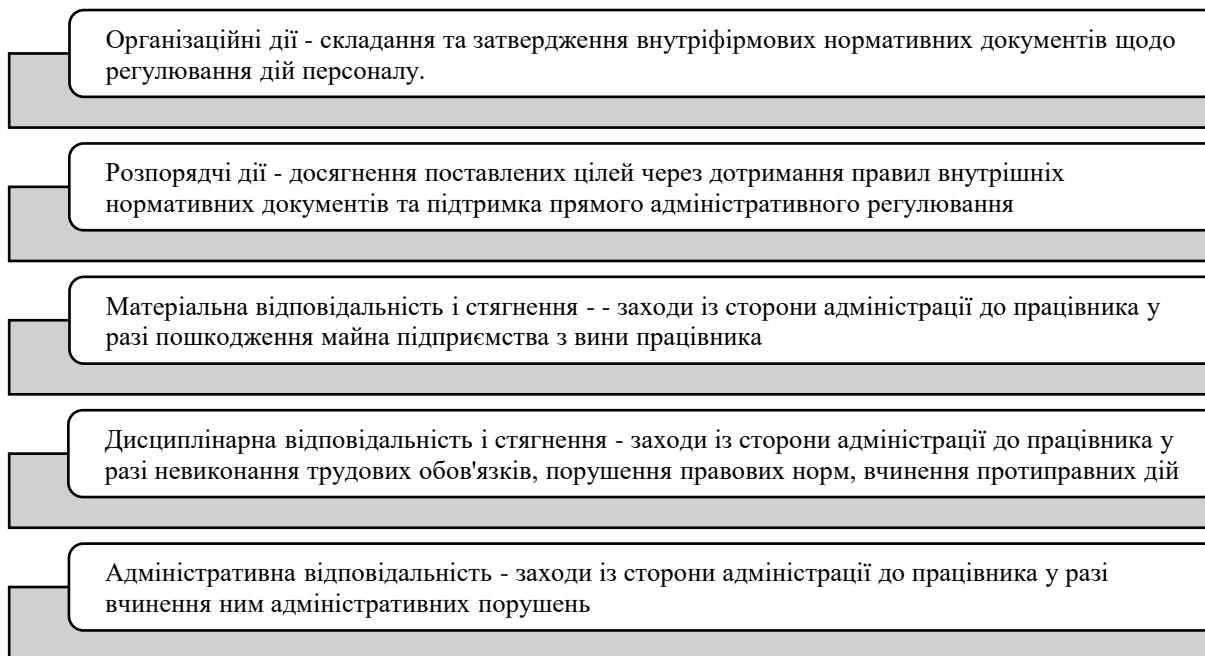 Організаційні дії - складання та затвердження внутріфірмових нормативних документів щодо
регулювання дій персоналу.
Розпорядчі дії - досягнення поставлених цілей через дотримання правил внутрішніх
нормативних документів та підтримка прямого адміністративного регулювання
Матеріальна відповідальність і стягнення - - заходи із сторони адміністрації до працівника у
разі пошкодження майна підприємства з вини працівника
Дисциплінарна відповідальність і стягнення - заходи із сторони адміністрації до працівника у
разі невиконання трудових обов'язків, порушення правових норм, вчинення протиправних дій
Адміністративна відповідальність - заходи із сторони адміністрації до працівника у разі
вчинення ним адміністративних порушень